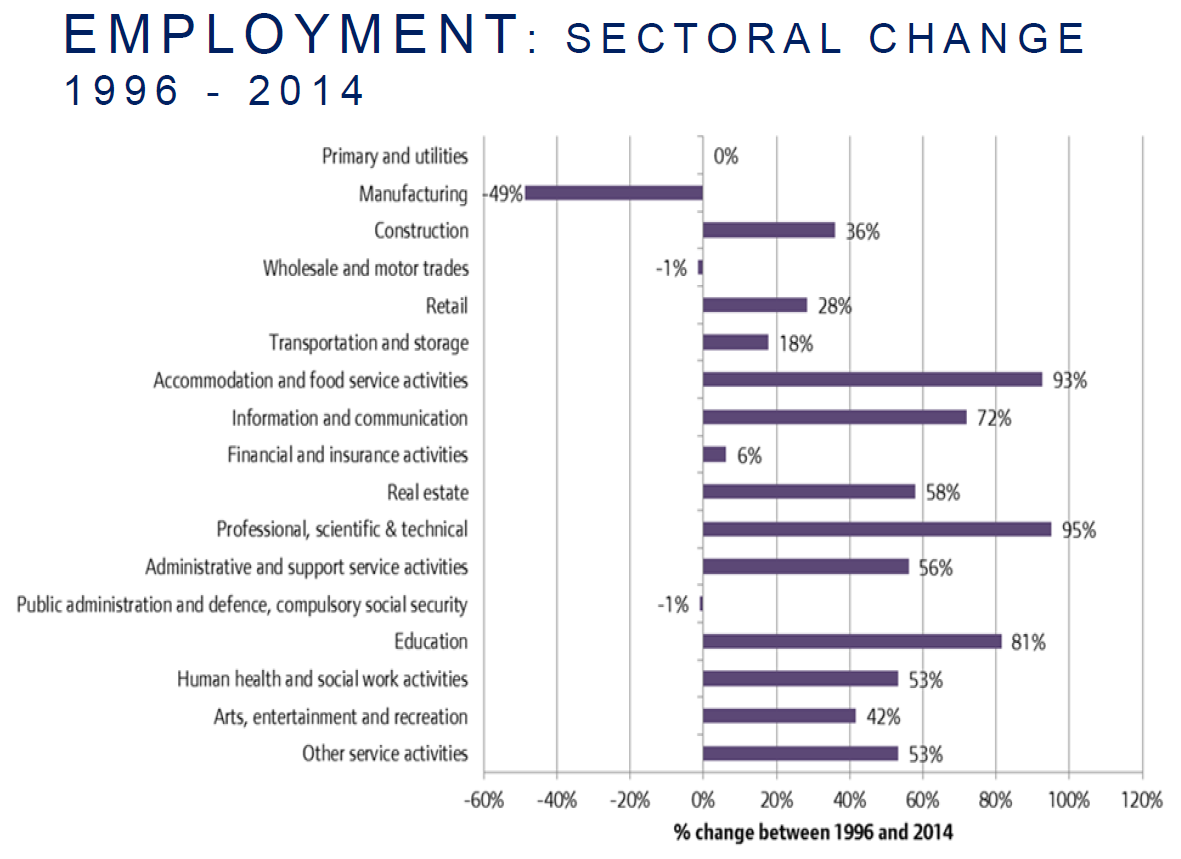 EMPLOYMENT: SECTORAL CHANGE
1996 - 2014
Primary and utilities 0%
Manufacturing -49%
Construction 36%
Wholesale and motor trades -1%
Retail 28%
Transportation and storage 18%
Accommodation and food service activities 93%
Information and communication 72%
Financial and insurance activities 6%
Real estate 58%
Professional, scientific & technical 95%
Administrative and support service activities 56%
Public administration and defence, compulsory social security -1%
Education 81%
Human health and social work activities 53%
Arts, entertainment and recreation 42%
Other service activities 53%
-60% -40% -20% 0% 20% 40% 60% 80% 100% 120%
% change between 1996 and 2014